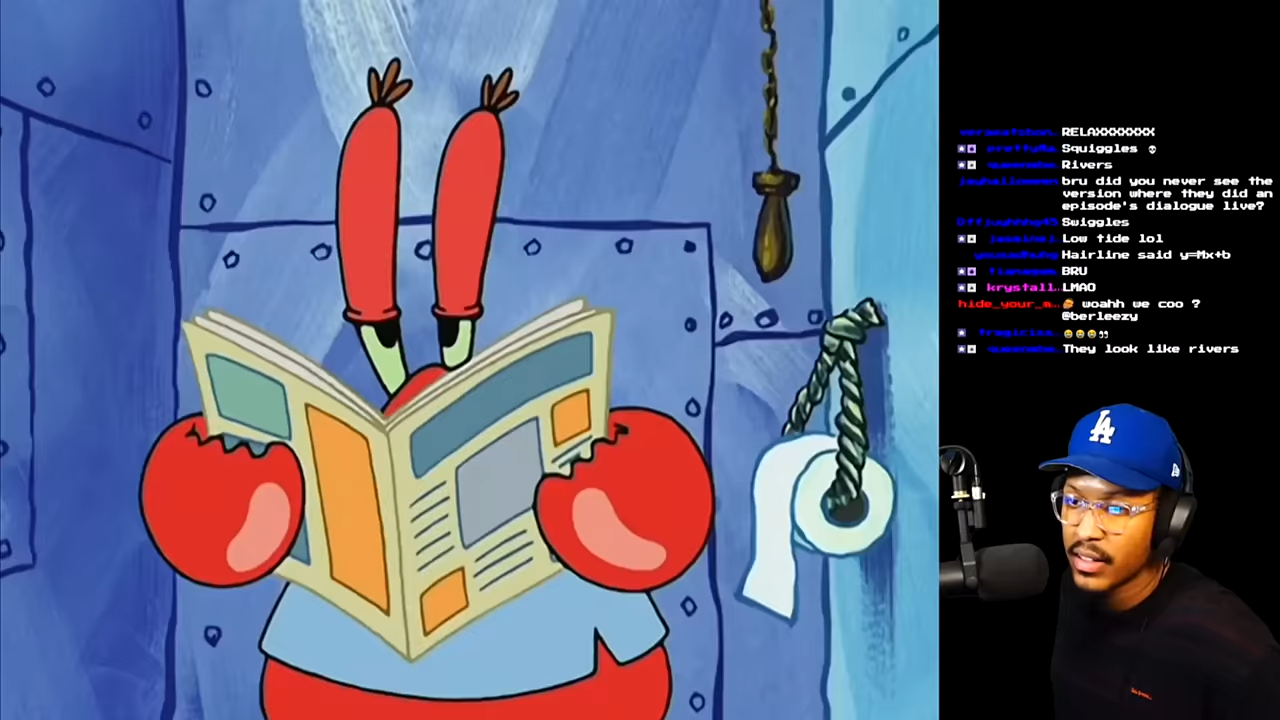 RELAXXXXXXX
Squiggles
Rivers
bru did you never see the
version where they did an
episode's dialogue live?
Swiggles
Low tide lol
Hairline said y=Mx+b
BRU
krystall… LMAO
hide_your_m… woahh we coo ?
@berleezy
They look like rivers
LA